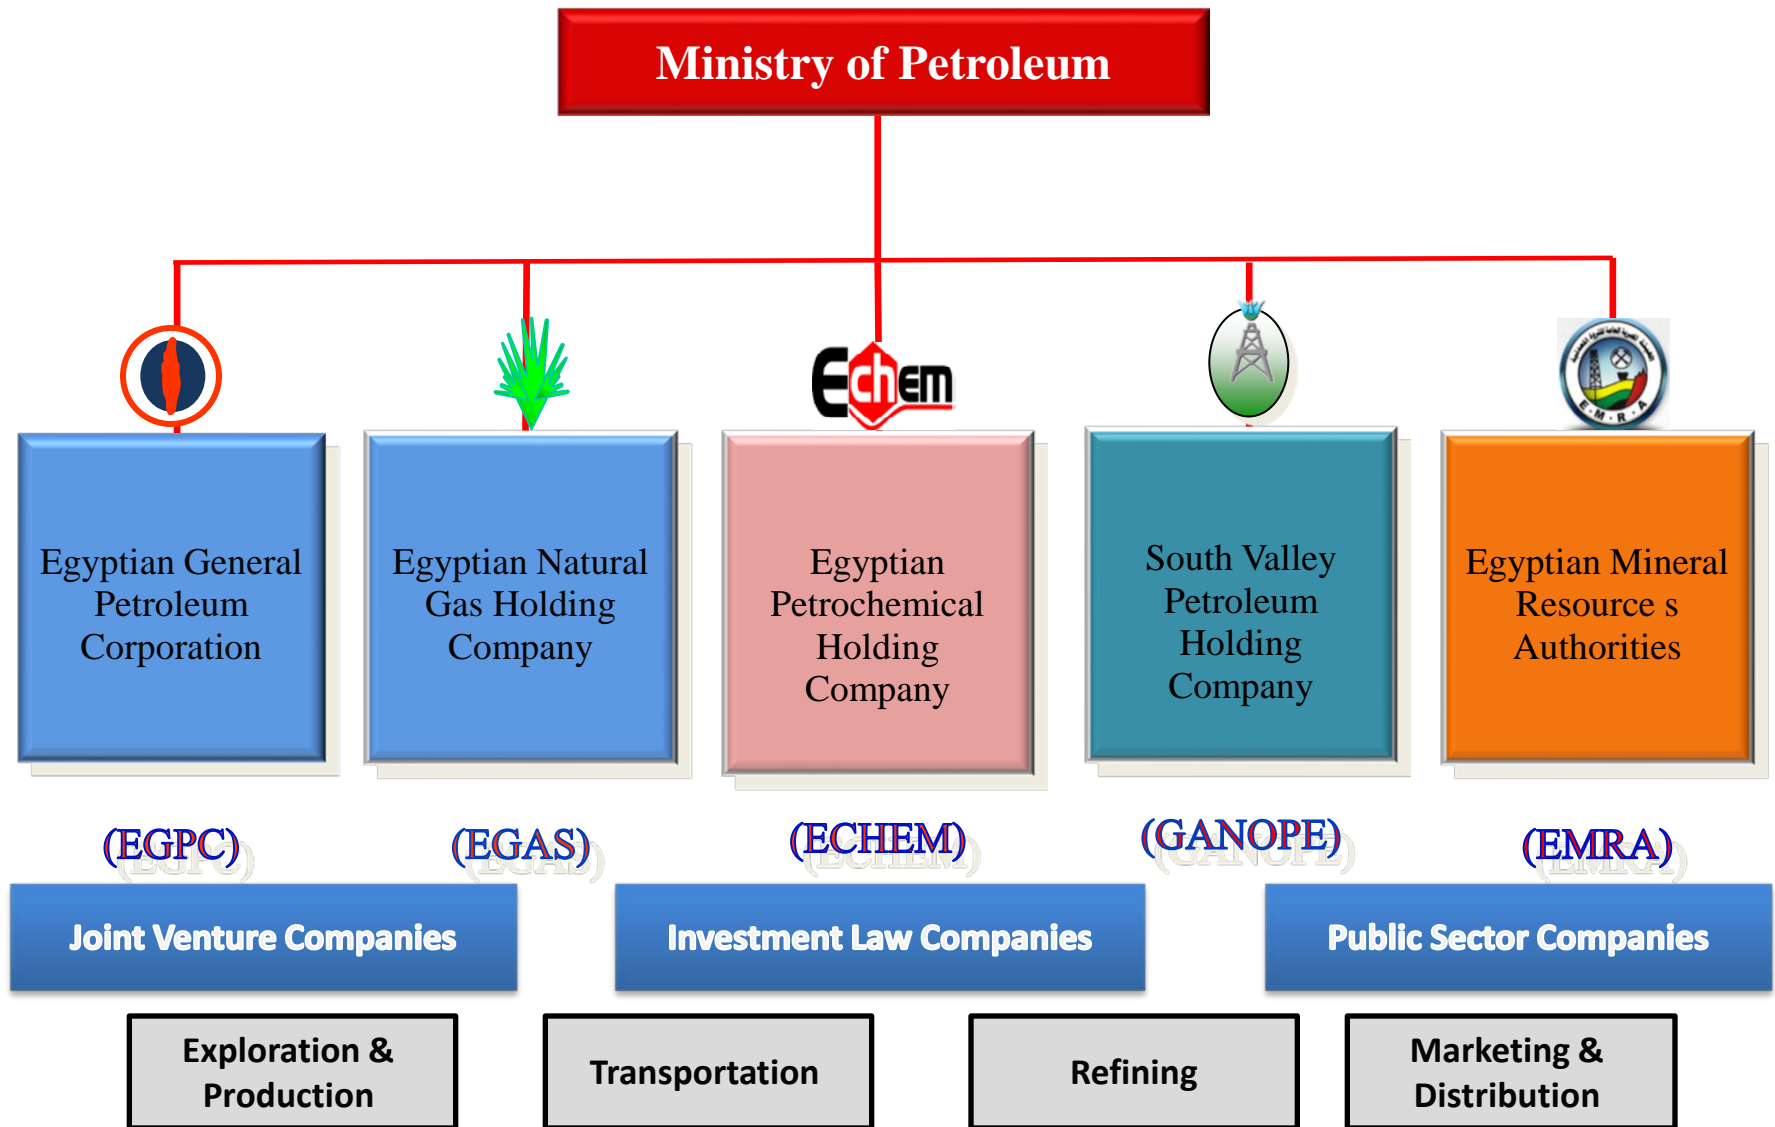 Ministry of Petroleum
Echem
E.M.R.A
Egyptian General
Petroleum
Corporation
Egyptian Natural
Gas Holding
Company
Egyptian
Petrochemical
Holding
Company
South Valley
Petroleum
Holding
Company
Egyptian Mineral
Resource s
Authorities
(EGPC)
(EGAS)
(ECHEM)
(GANOPE)
(EMRA)
Joint Venture Companies
Investment Law Companies
Public Sector Companies
Exploration &
Production
Transportation
Refining
Marketing &
Distribution